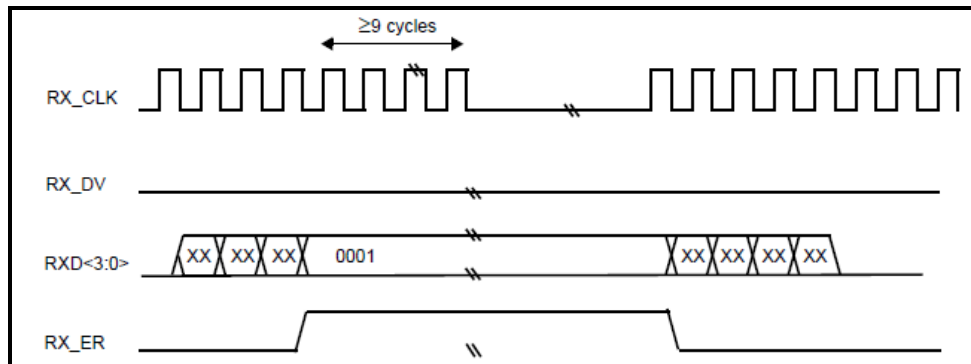 ≥9 cycles
RX_CLK
RX_DV
RXD<3:0> XX XX XX 0001 XX XX XX XX
RX_ER